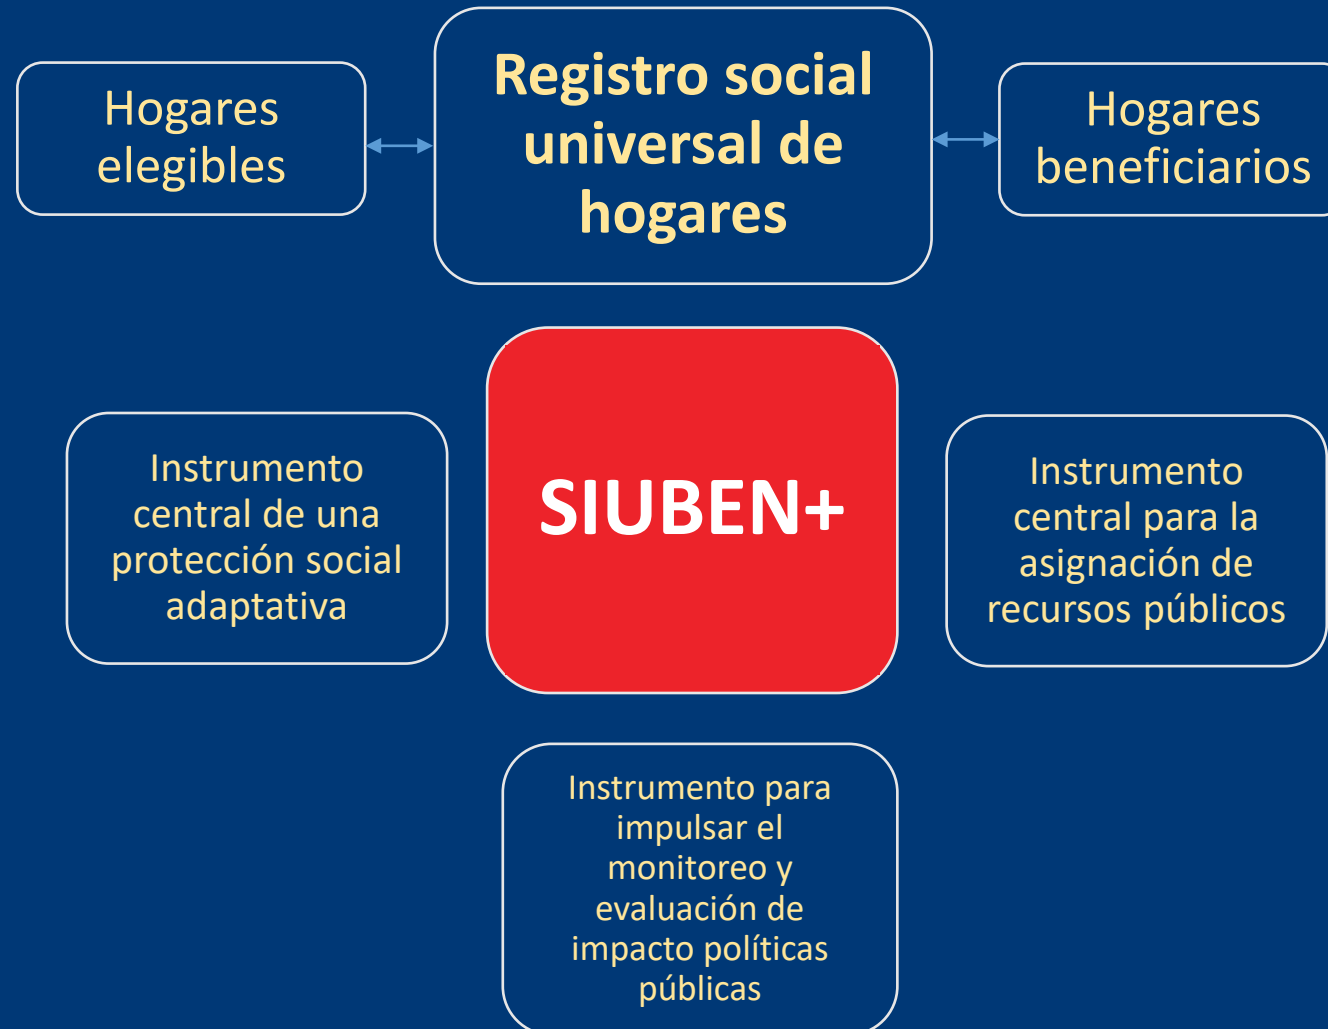 Hogares
elegibles
Registro social
universal de
hogares
Hogares
beneficiarios
Instrumento
central de una
protección social
adaptativa
SIUBEN+
Instrumento
central para la
asignación de
recursos públicos
Instrumento para
impulsar el
monitoreo y
evaluación de
impacto políticas
públicas